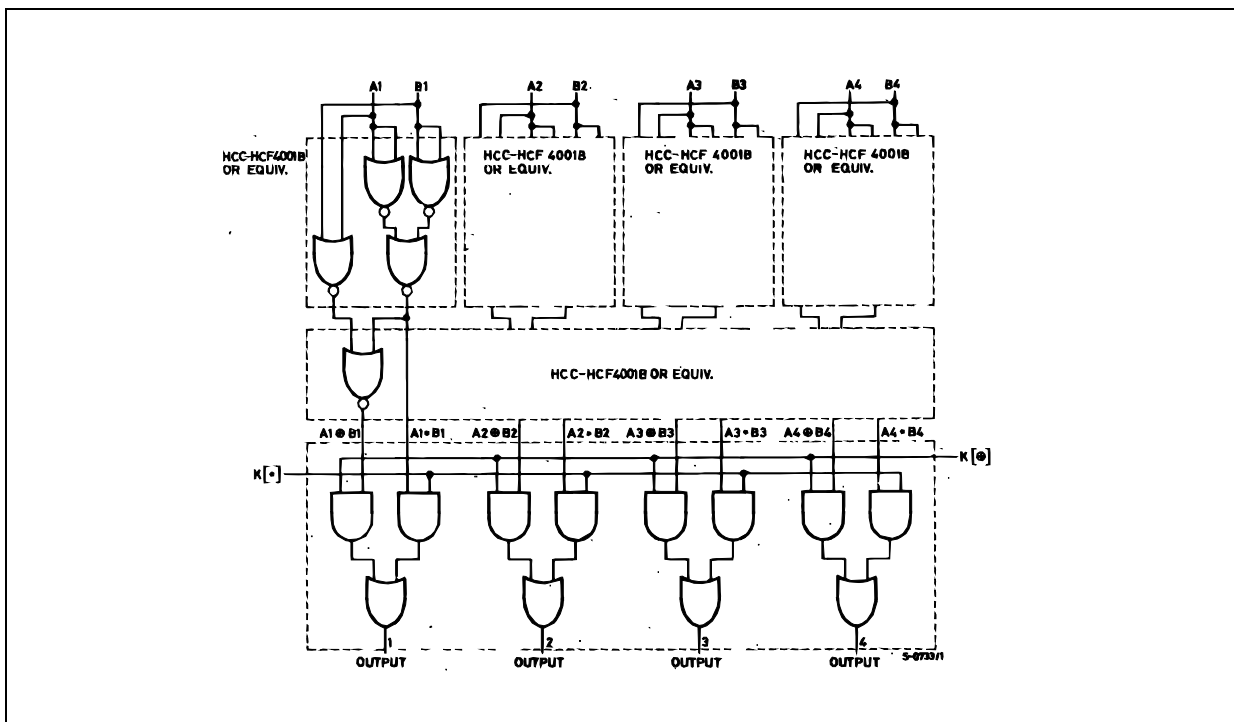 A1 B1 A2 B2 A3 B3 A4 B4
HCC-HCF4001B
OR EQUIV.
HCC-HCF 4001B
OR EQUIV.
HCC-HCF 4001B
OR EQUIV.
HCC-HCF 4001B
OR EQUIV.
HCC-HCF4001B OR EQUIV.
A1⊕B1 A1•B1 A2⊕B2 A2•B2 A3⊕B3 A3•B3 A4⊕B4 A4•B4
K[⊕]
K[•]
1 2 3 4
OUTPUT OUTPUT OUTPUT OUTPUT